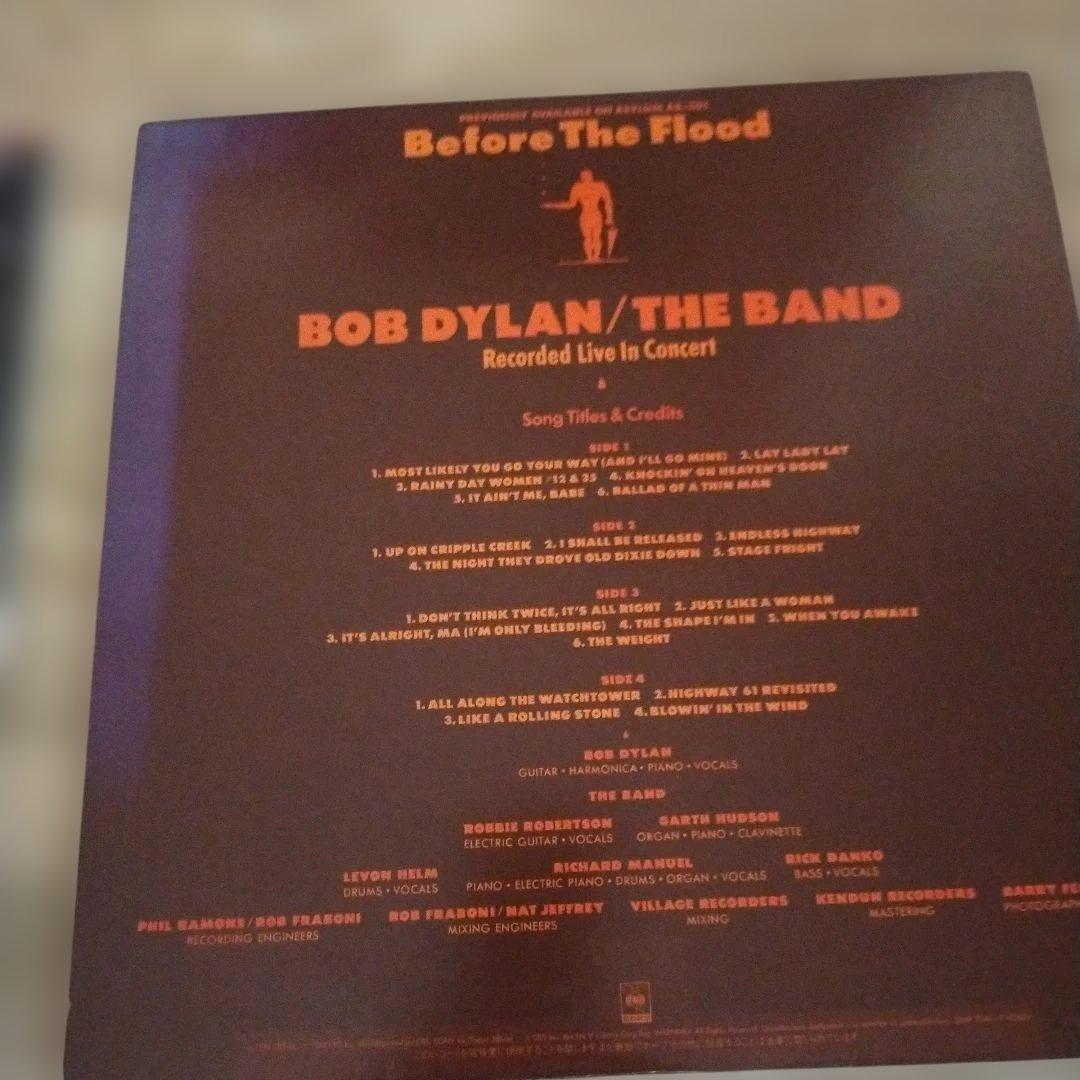 PREVIOUSLY AVAILABLE ON ASYLUM
Before The Flood
BOB DYLAN/THE BAND
Recorded Live In Concert
Song Titles & Credits
SIDE 1
1. MOST LIKELY YOU GO YOUR WAY (AND I'LL GO MINE) 2. LAY LADY LAY
3. RAINY DAY WOMEN #12 & 35 4. KNOCKIN' ON HEAVEN'S DOOR
5. IT AIN'T ME, BABE 6. BALLAD OF A THIN MAN
SIDE 2
1. UP ON CRIPPLE CREEK 2. I SHALL BE RELEASED 3. ENDLESS HIGHWAY
4. THE NIGHT THEY DROVE OLD DIXIE DOWN 5. STAGE FRIGHT
SIDE 3
1. DON'T THINK TWICE, IT'S ALL RIGHT 2. JUST LIKE A WOMAN
3. IT'S ALRIGHT, MA (I'M ONLY BLEEDING) 4. THE SHAPE I'M IN 5. WHEN YOU AWAKE
6. THE WEIGHT
SIDE 4
1. ALL ALONG THE WATCHTOWER 2. HIGHWAY 61 REVISITED
3. LIKE A ROLLING STONE 4. BLOWIN' IN THE WIND
BOB DYLAN
GUITAR • HARMONICA • PIANO • VOCALS
THE BAND
ROBBIE ROBERTSON GARTH HUDSON
ELECTRIC GUITAR • VOCALS ORGAN • PIANO • CLAVINETTE
LEVON HELM RICHARD MANUEL RICK DANKO
DRUMS • VOCALS PIANO • ELECTRIC PIANO • DRUMS • ORGAN • VOCALS BASS • VOCALS
PHIL RAMONE/ROB FRABONI ROB FRABONI/NAT JEFFREY VILLAGE RECORDERS KENDUN RECORDERS BARRY
RECORDING ENGINEERS MIXING ENGINEERS MIXING MASTERING